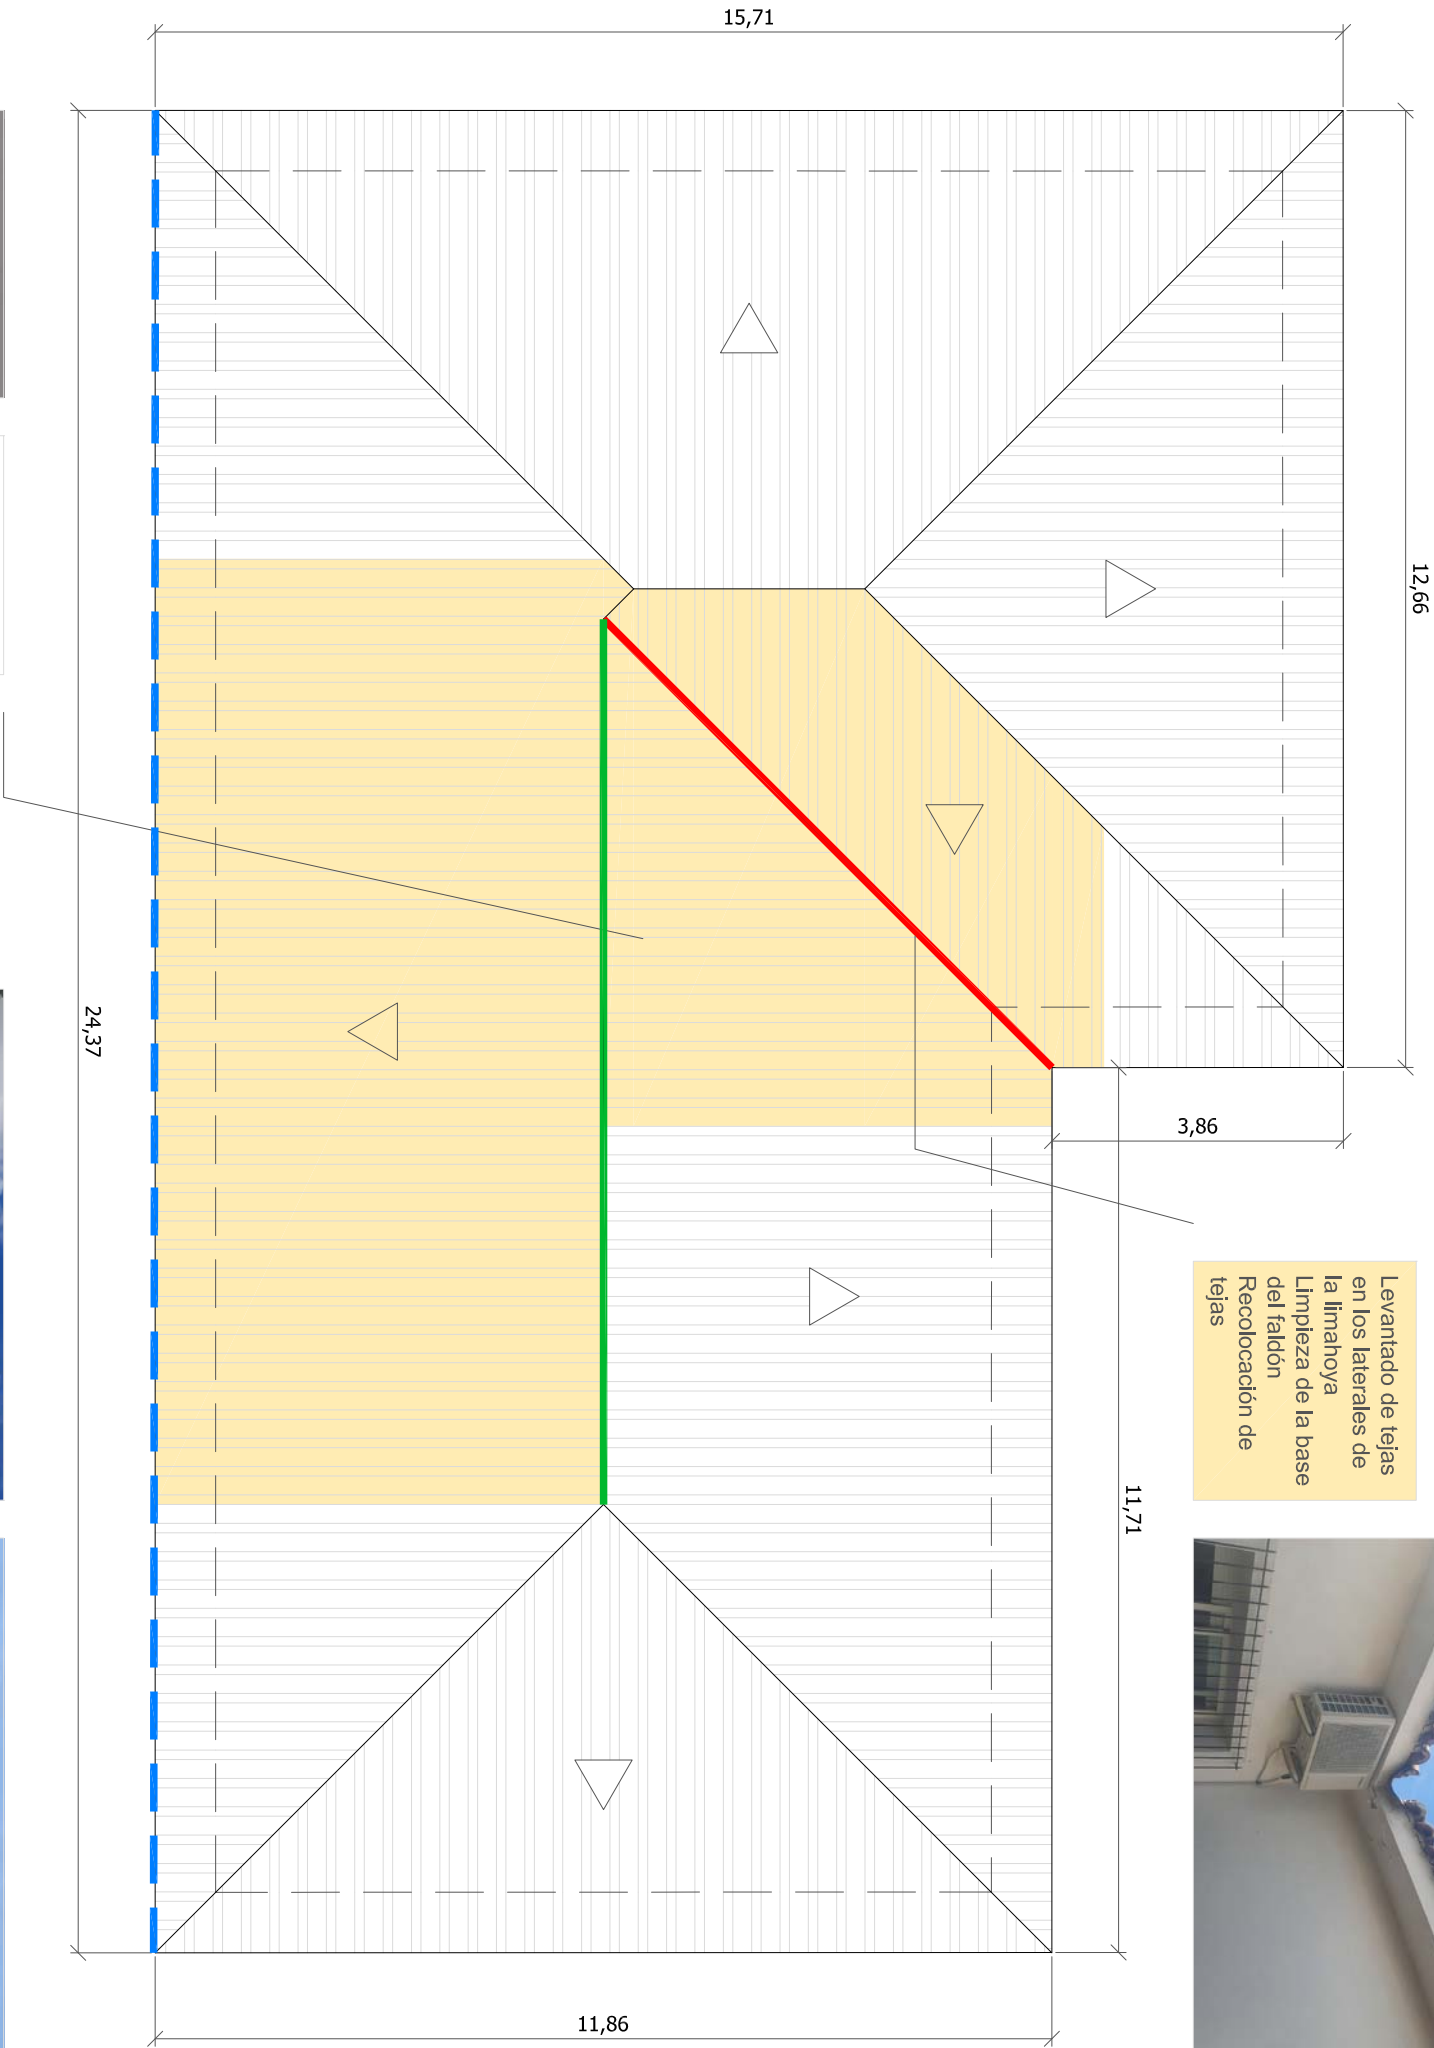 15,71
12,66
24,37
3,86
Levantado de tejas
en los laterales de
la limahoya
Limpieza de la base
del faldón
Recolocación de
tejas
11,71
11,86